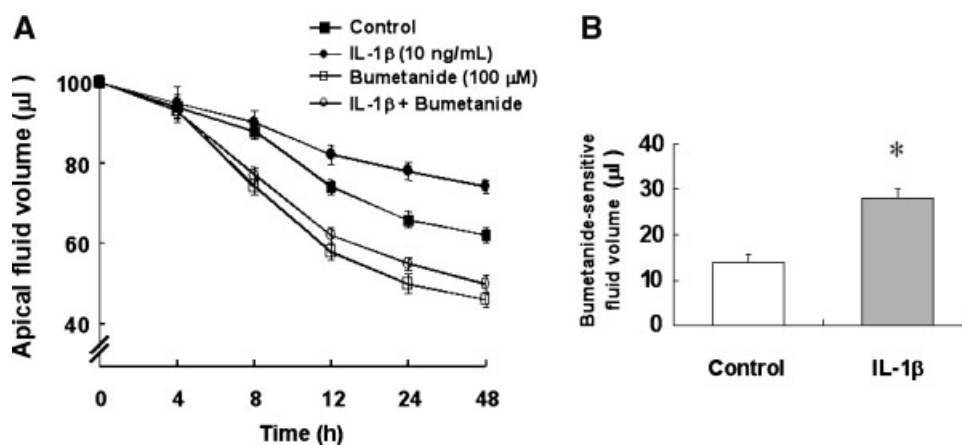 A
Control
IL-1β (10 ng/mL)
Bumetanide (100 μM)
IL-1β + Bumetanide
Apical fluid volume (μl)
100
80
60
40
0 4 8 12 24 48
Time (h)
B
Bumetanide-sensitive
fluid volume (μl)
40
30
20
10
0
*
Control IL-1β